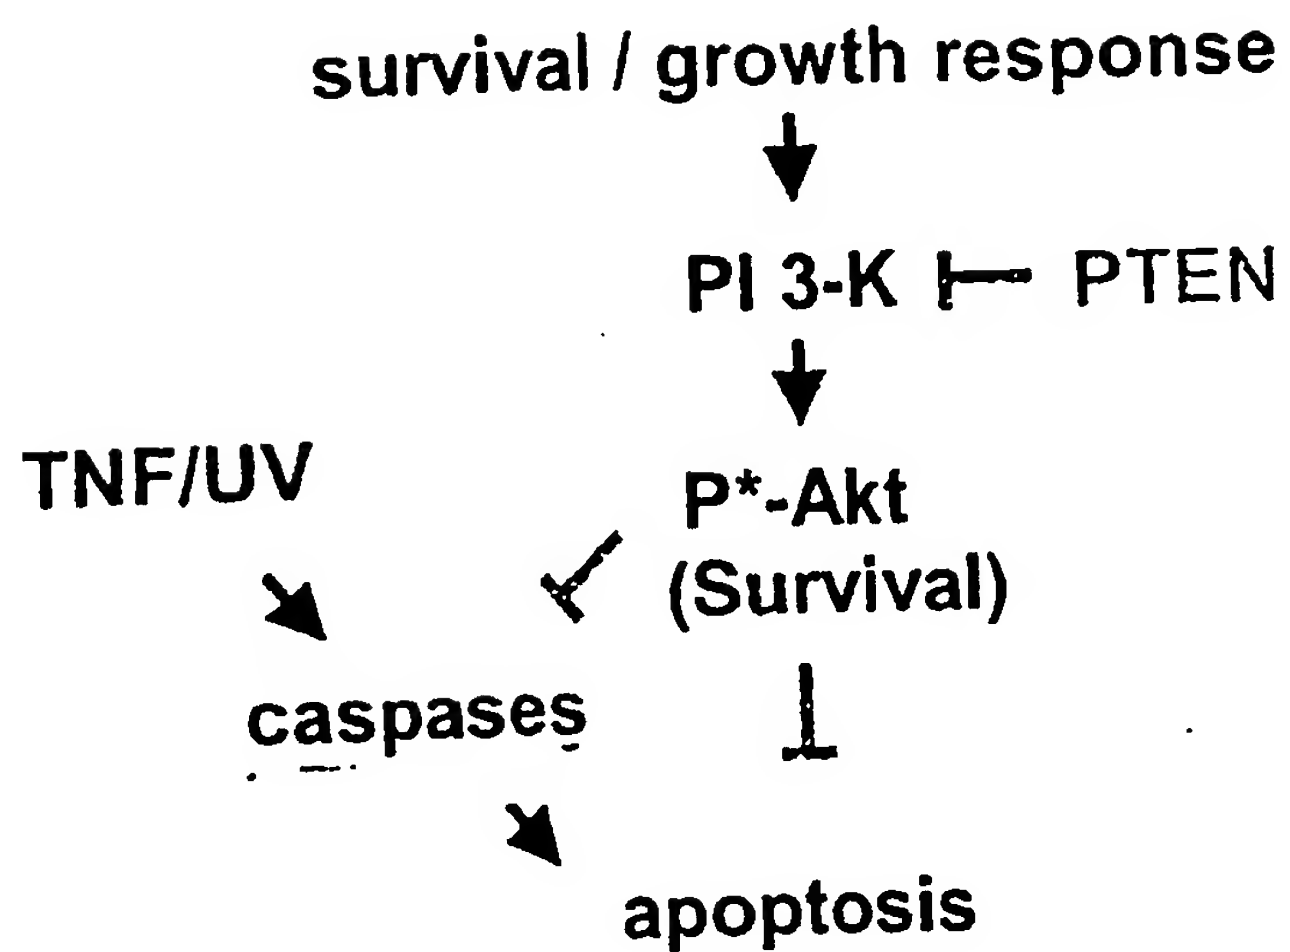 survival / growth response
PI 3-K
PTEN
TNF/UV
P*-Akt
(Survival)
caspases
apoptosis